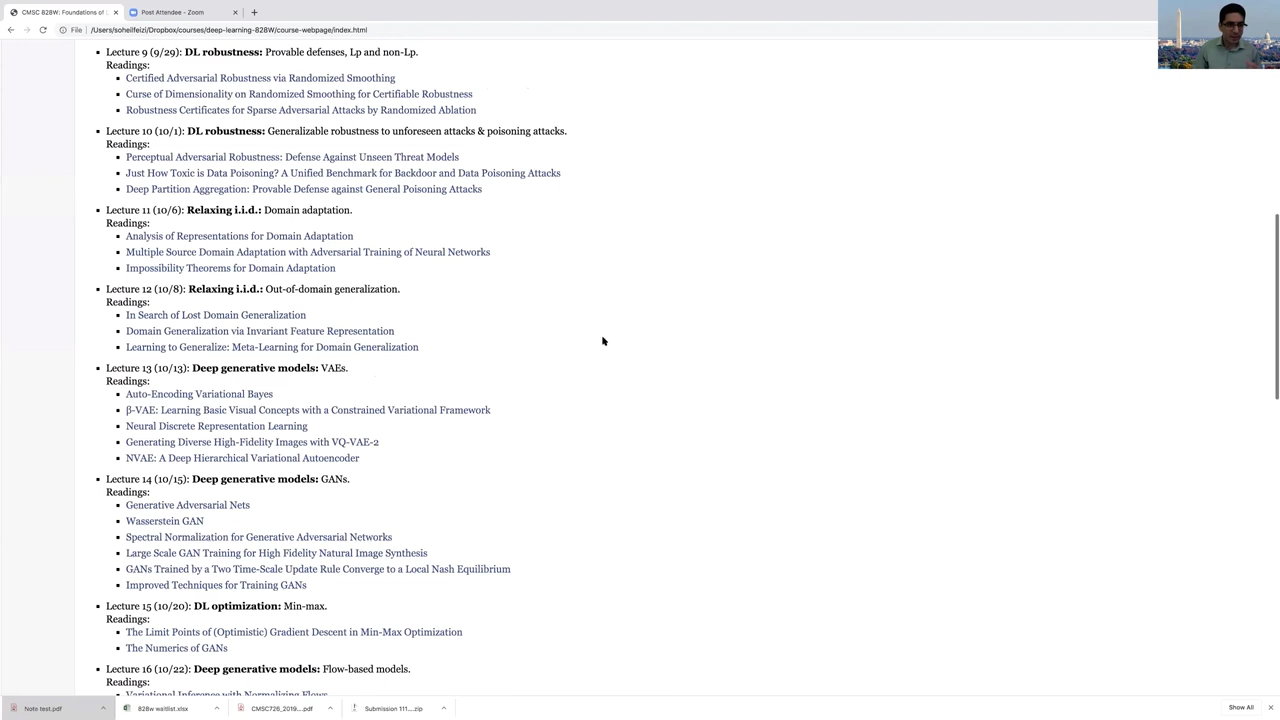 CMSC 828W: Foundations of
Post Attendee - Zoom
File
/Users/soheilfeizi/Dropbox/courses/deep-learning-828W/course-webpage/index.html
Lecture 9 (9/29): DL robustness: Provable defenses, Lp and non-Lp.
Readings:
Certified Adversarial Robustness via Randomized Smoothing
Curse of Dimensionality on Randomized Smoothing for Certifiable Robustness
Robustness Certificates for Sparse Adversarial Attacks by Randomized Ablation
Lecture 10 (10/1): DL robustness: Generalizable robustness to unforeseen attacks & poisoning attacks.
Readings:
Perceptual Adversarial Robustness: Defense Against Unseen Threat Models
Just How Toxic is Data Poisoning? A Unified Benchmark for Backdoor and Data Poisoning Attacks
Deep Partition Aggregation: Provable Defense against General Poisoning Attacks
Lecture 11 (10/6): Relaxing i.i.d.: Domain adaptation.
Readings:
Analysis of Representations for Domain Adaptation
Multiple Source Domain Adaptation with Adversarial Training of Neural Networks
Impossibility Theorems for Domain Adaptation
Lecture 12 (10/8): Relaxing i.i.d.: Out-of-domain generalization.
Readings:
In Search of Lost Domain Generalization
Domain Generalization via Invariant Feature Representation
Learning to Generalize: Meta-Learning for Domain Generalization
Lecture 13 (10/13): Deep generative models: VAEs.
Readings:
Auto-Encoding Variational Bayes
β-VAE: Learning Basic Visual Concepts with a Constrained Variational Framework
Neural Discrete Representation Learning
Generating Diverse High-Fidelity Images with VQ-VAE-2
NVAE: A Deep Hierarchical Variational Autoencoder
Lecture 14 (10/15): Deep generative models: GANs.
Readings:
Generative Adversarial Nets
Wasserstein GAN
Spectral Normalization for Generative Adversarial Networks
Large Scale GAN Training for High Fidelity Natural Image Synthesis
GANs Trained by a Two Time-Scale Update Rule Converge to a Local Nash Equilibrium
Improved Techniques for Training GANs
Lecture 15 (10/20): DL optimization: Min-max.
Readings:
The Limit Points of (Optimistic) Gradient Descent in Min-Max Optimization
The Numerics of GANs
Lecture 16 (10/22): Deep generative models: Flow-based models.
Readings:
Variational Inference with Normalizing Flows
Note test.pdf
828w waitlist.xlsx
CMSC726_2019....pdf
Submission 111....zip
Show All